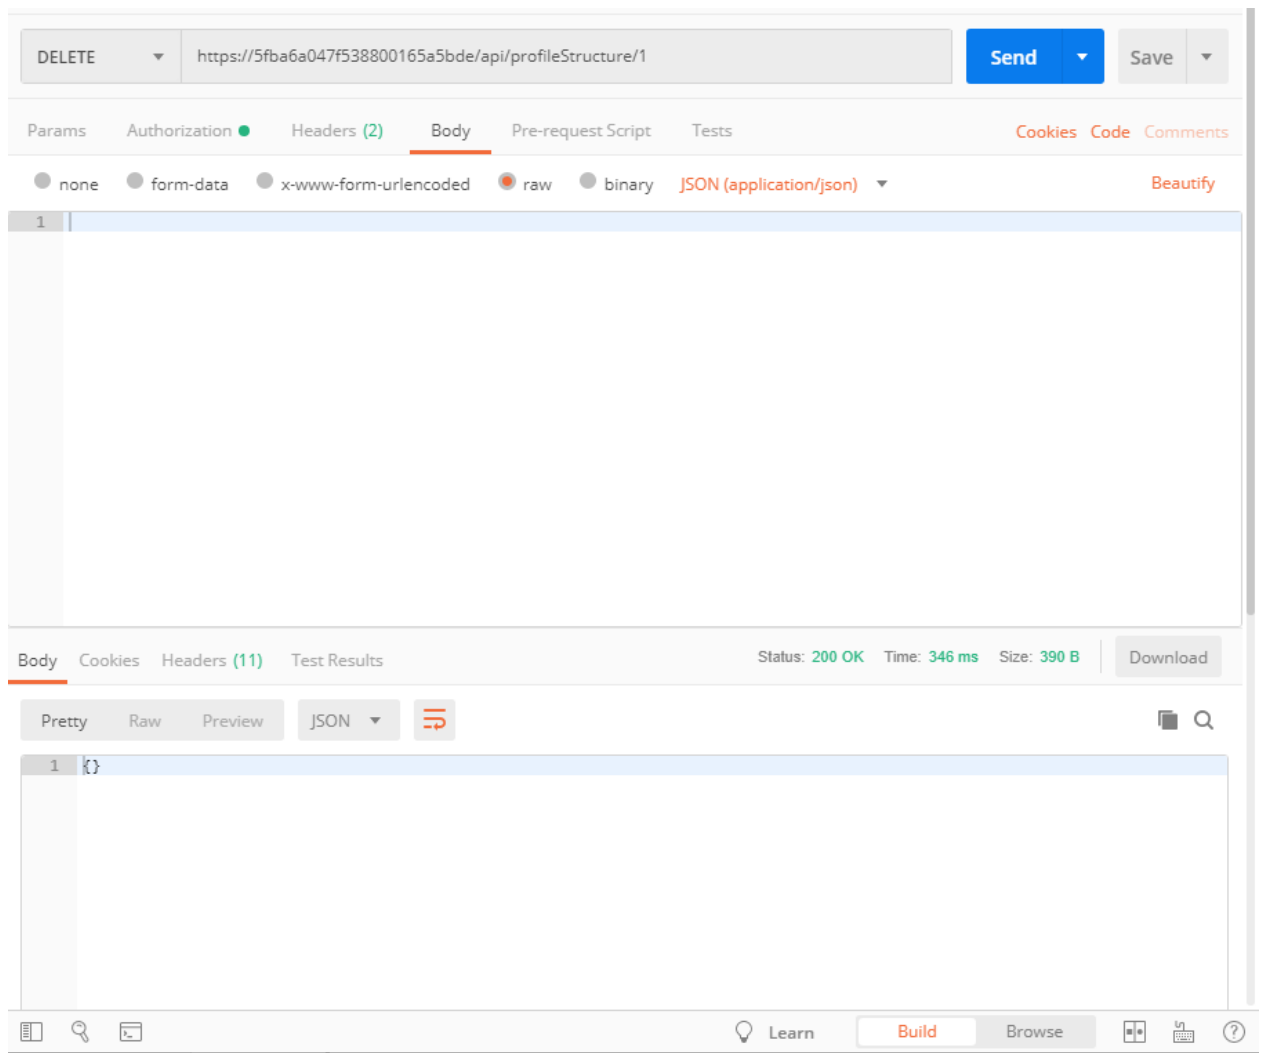 DELETE https://5fba6a047f538800165a5bde/api/profileStructure/1 Send Save
Params Authorization Headers (2) Body Pre-request Script Tests Cookies Code Comments
none form-data x-www-form-urlencoded raw binary JSON (application/json) Beautify
1
Body Cookies Headers (11) Test Results Status: 200 OK Time: 346 ms Size: 390 B Download
Pretty Raw Preview JSON
1 {}
Learn Build Browse